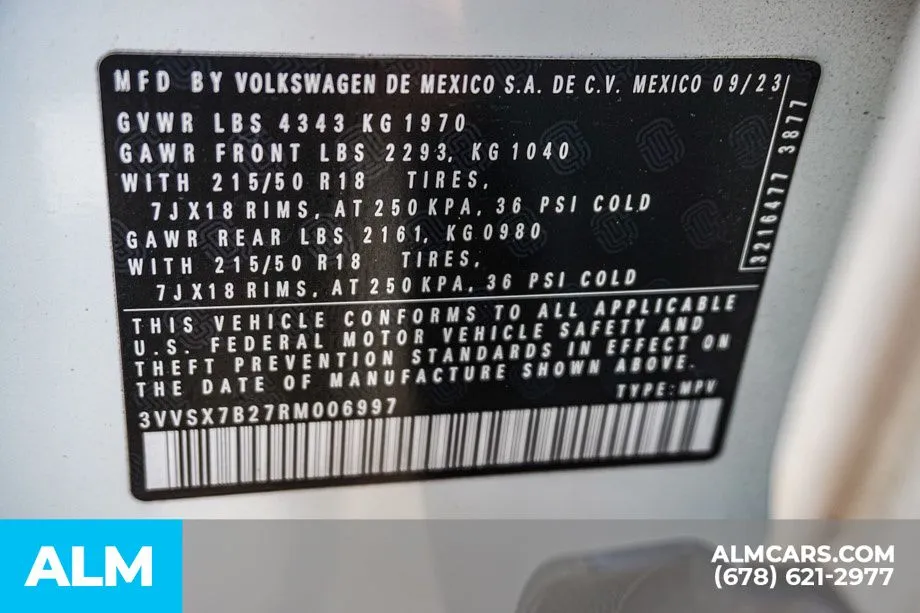 MFD BY VOLKSWAGEN DE MEXICO S.A. DE C.V. MEXICO 09/23
GVWR LBS 4343 KG 1970
GAWR FRONT LBS 2293, KG 1040
WITH 215/50 R18 TIRES,
7JX18 RIMS, AT 250 KPA, 36 PSI COLD
GAWR REAR LBS 2161, KG 0980
WITH 215/50 R18 TIRES,
7JX18 RIMS, AT 250 KPA, 36 PSI COLD
3216477 3877
THIS VEHICLE CONFORMS TO ALL APPLICABLE
U.S. FEDERAL MOTOR VEHICLE SAFETY AND
THEFT PREVENTION STANDARDS IN EFFECT ON
THE DATE OF MANUFACTURE SHOWN ABOVE.
TYPE: MPV
3VVSX7B27RM006997
ALM
ALMCARS.COM
(678) 621-2977